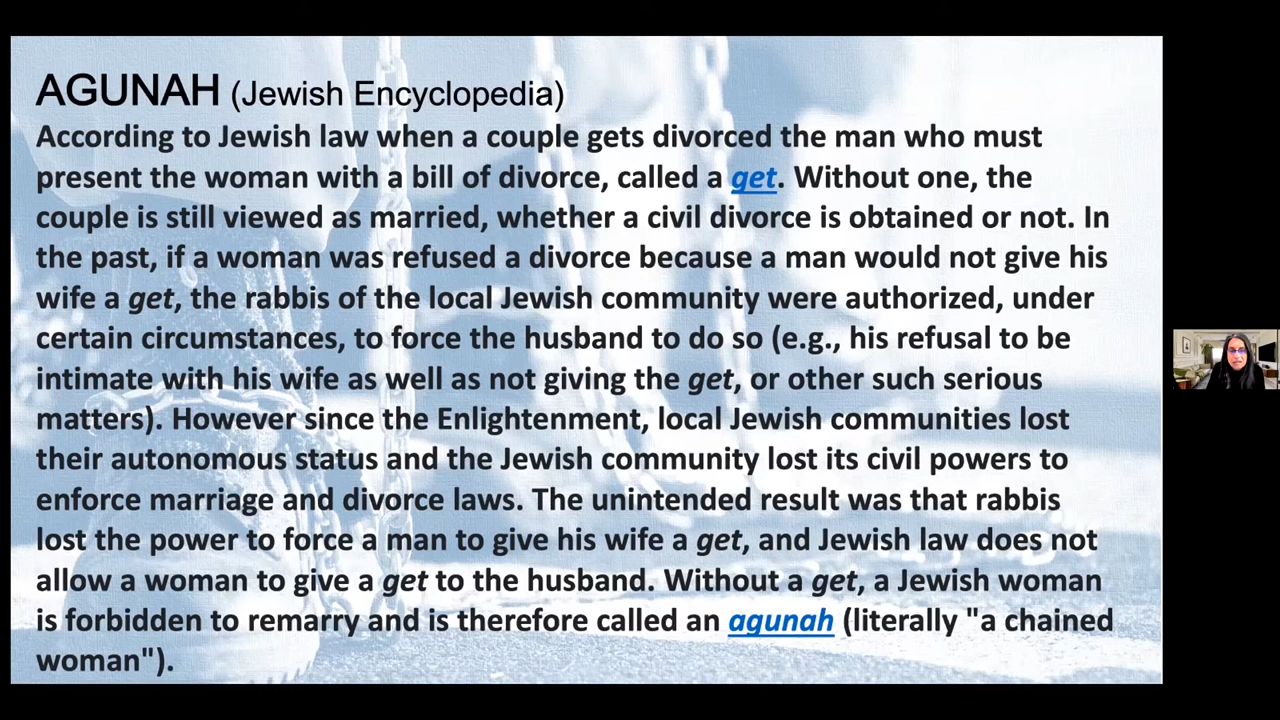 AGUNAH (Jewish Encyclopedia)
According to Jewish law when a couple gets divorced the man who must
present the woman with a bill of divorce, called a get. Without one, the
couple is still viewed as married, whether a civil divorce is obtained or not. In
the past, if a woman was refused a divorce because a man would not give his
wife a get, the rabbis of the local Jewish community were authorized, under
certain circumstances, to force the husband to do so (e.g., his refusal to be
intimate with his wife as well as not giving the get, or other such serious
matters). However since the Enlightenment, local Jewish communities lost
their autonomous status and the Jewish community lost its civil powers to
enforce marriage and divorce laws. The unintended result was that rabbis
lost the power to force a man to give his wife a get, and Jewish law does not
allow a woman to give a get to the husband. Without a get, a Jewish woman
is forbidden to remarry and is therefore called an agunah (literally "a chained
woman").